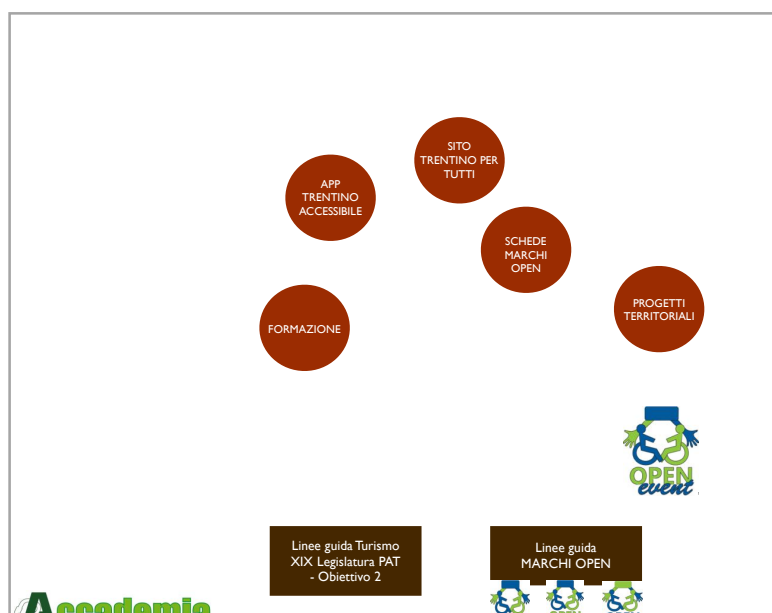 SITO
TRENTINO PER
TUTTI
APP
TRENTINO
ACCESSIBILE
SCHEDE
MARCHI
OPEN
PROGETTI
TERRITORIALI
FORMAZIONE
OPEN
event
Linee guida Turismo
XIX Legislatura PAT
- Obiettivo 2
Linee guida
MARCHI OPEN
Accademia